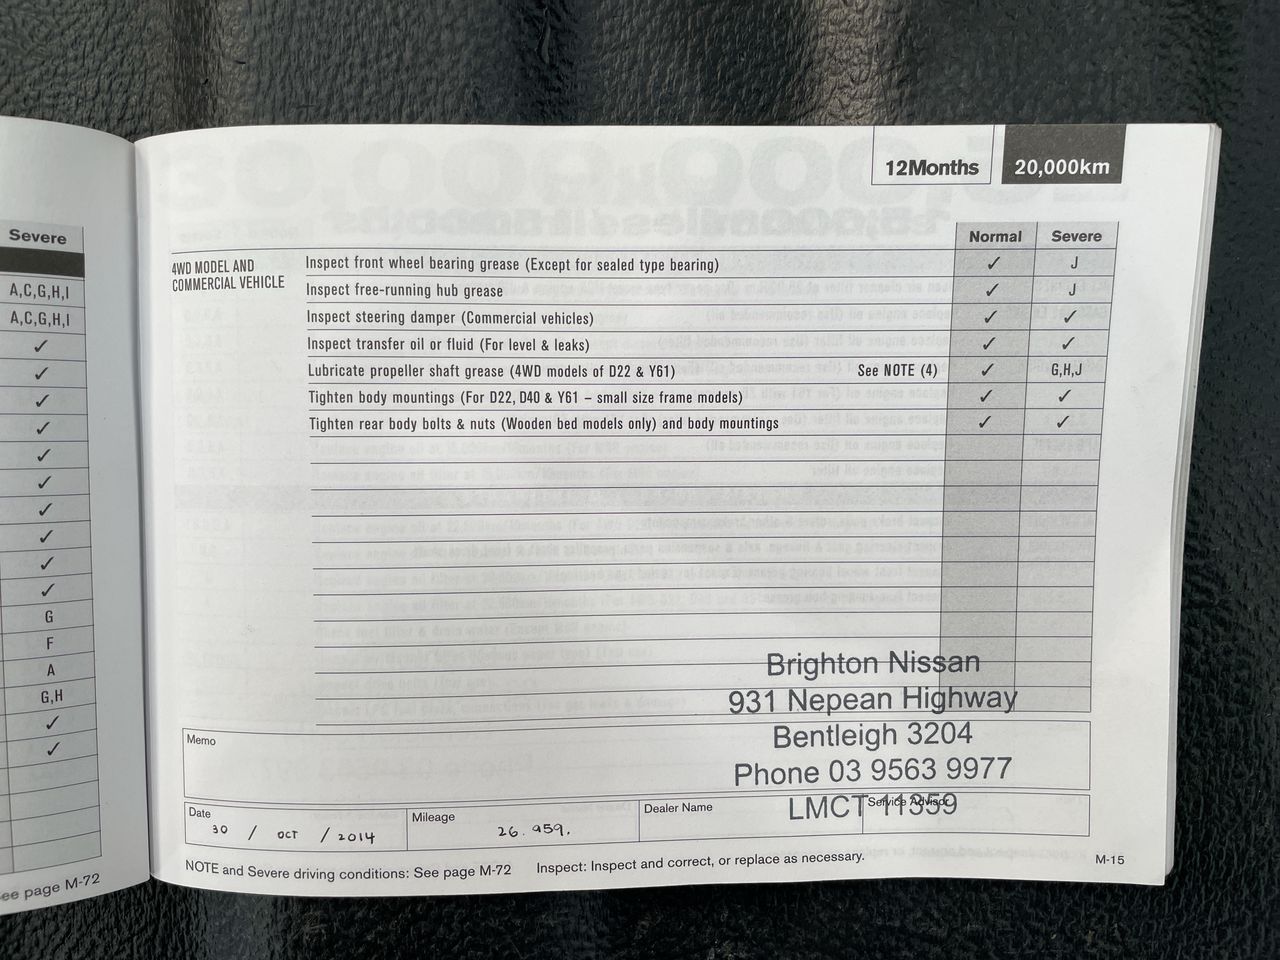 Severe
A,C,G,H,I
A,C,G,H,I
✓
✓
✓
✓
✓
✓
✓
✓
✓
✓
G
F
A
G,H
✓
✓
ee page M-72
12Months 20,000km
Normal Severe
4WD MODEL AND
COMMERCIAL VEHICLE
Inspect front wheel bearing grease (Except for sealed type bearing) ✓ J
Inspect free-running hub grease ✓ J
Inspect steering damper (Commercial vehicles) ✓ ✓
Inspect transfer oil or fluid (For level & leaks) ✓ ✓
Lubricate propeller shaft grease (4WD models of D22 & Y61) See NOTE (4) ✓ G,H,J
Tighten body mountings (For D22, D40 & Y61 – small size frame models) ✓ ✓
Tighten rear body bolts & nuts (Wooden bed models only) and body mountings ✓ ✓
Brighton Nissan
931 Nepean Highway
Bentleigh 3204
Phone 03 9563 9977
LMCT 11359
Memo
Date 30 / OCT / 2014
Mileage 26.959.
Dealer Name
Service Advisor
NOTE and Severe driving conditions: See page M-72 Inspect: Inspect and correct, or replace as necessary.
M-15